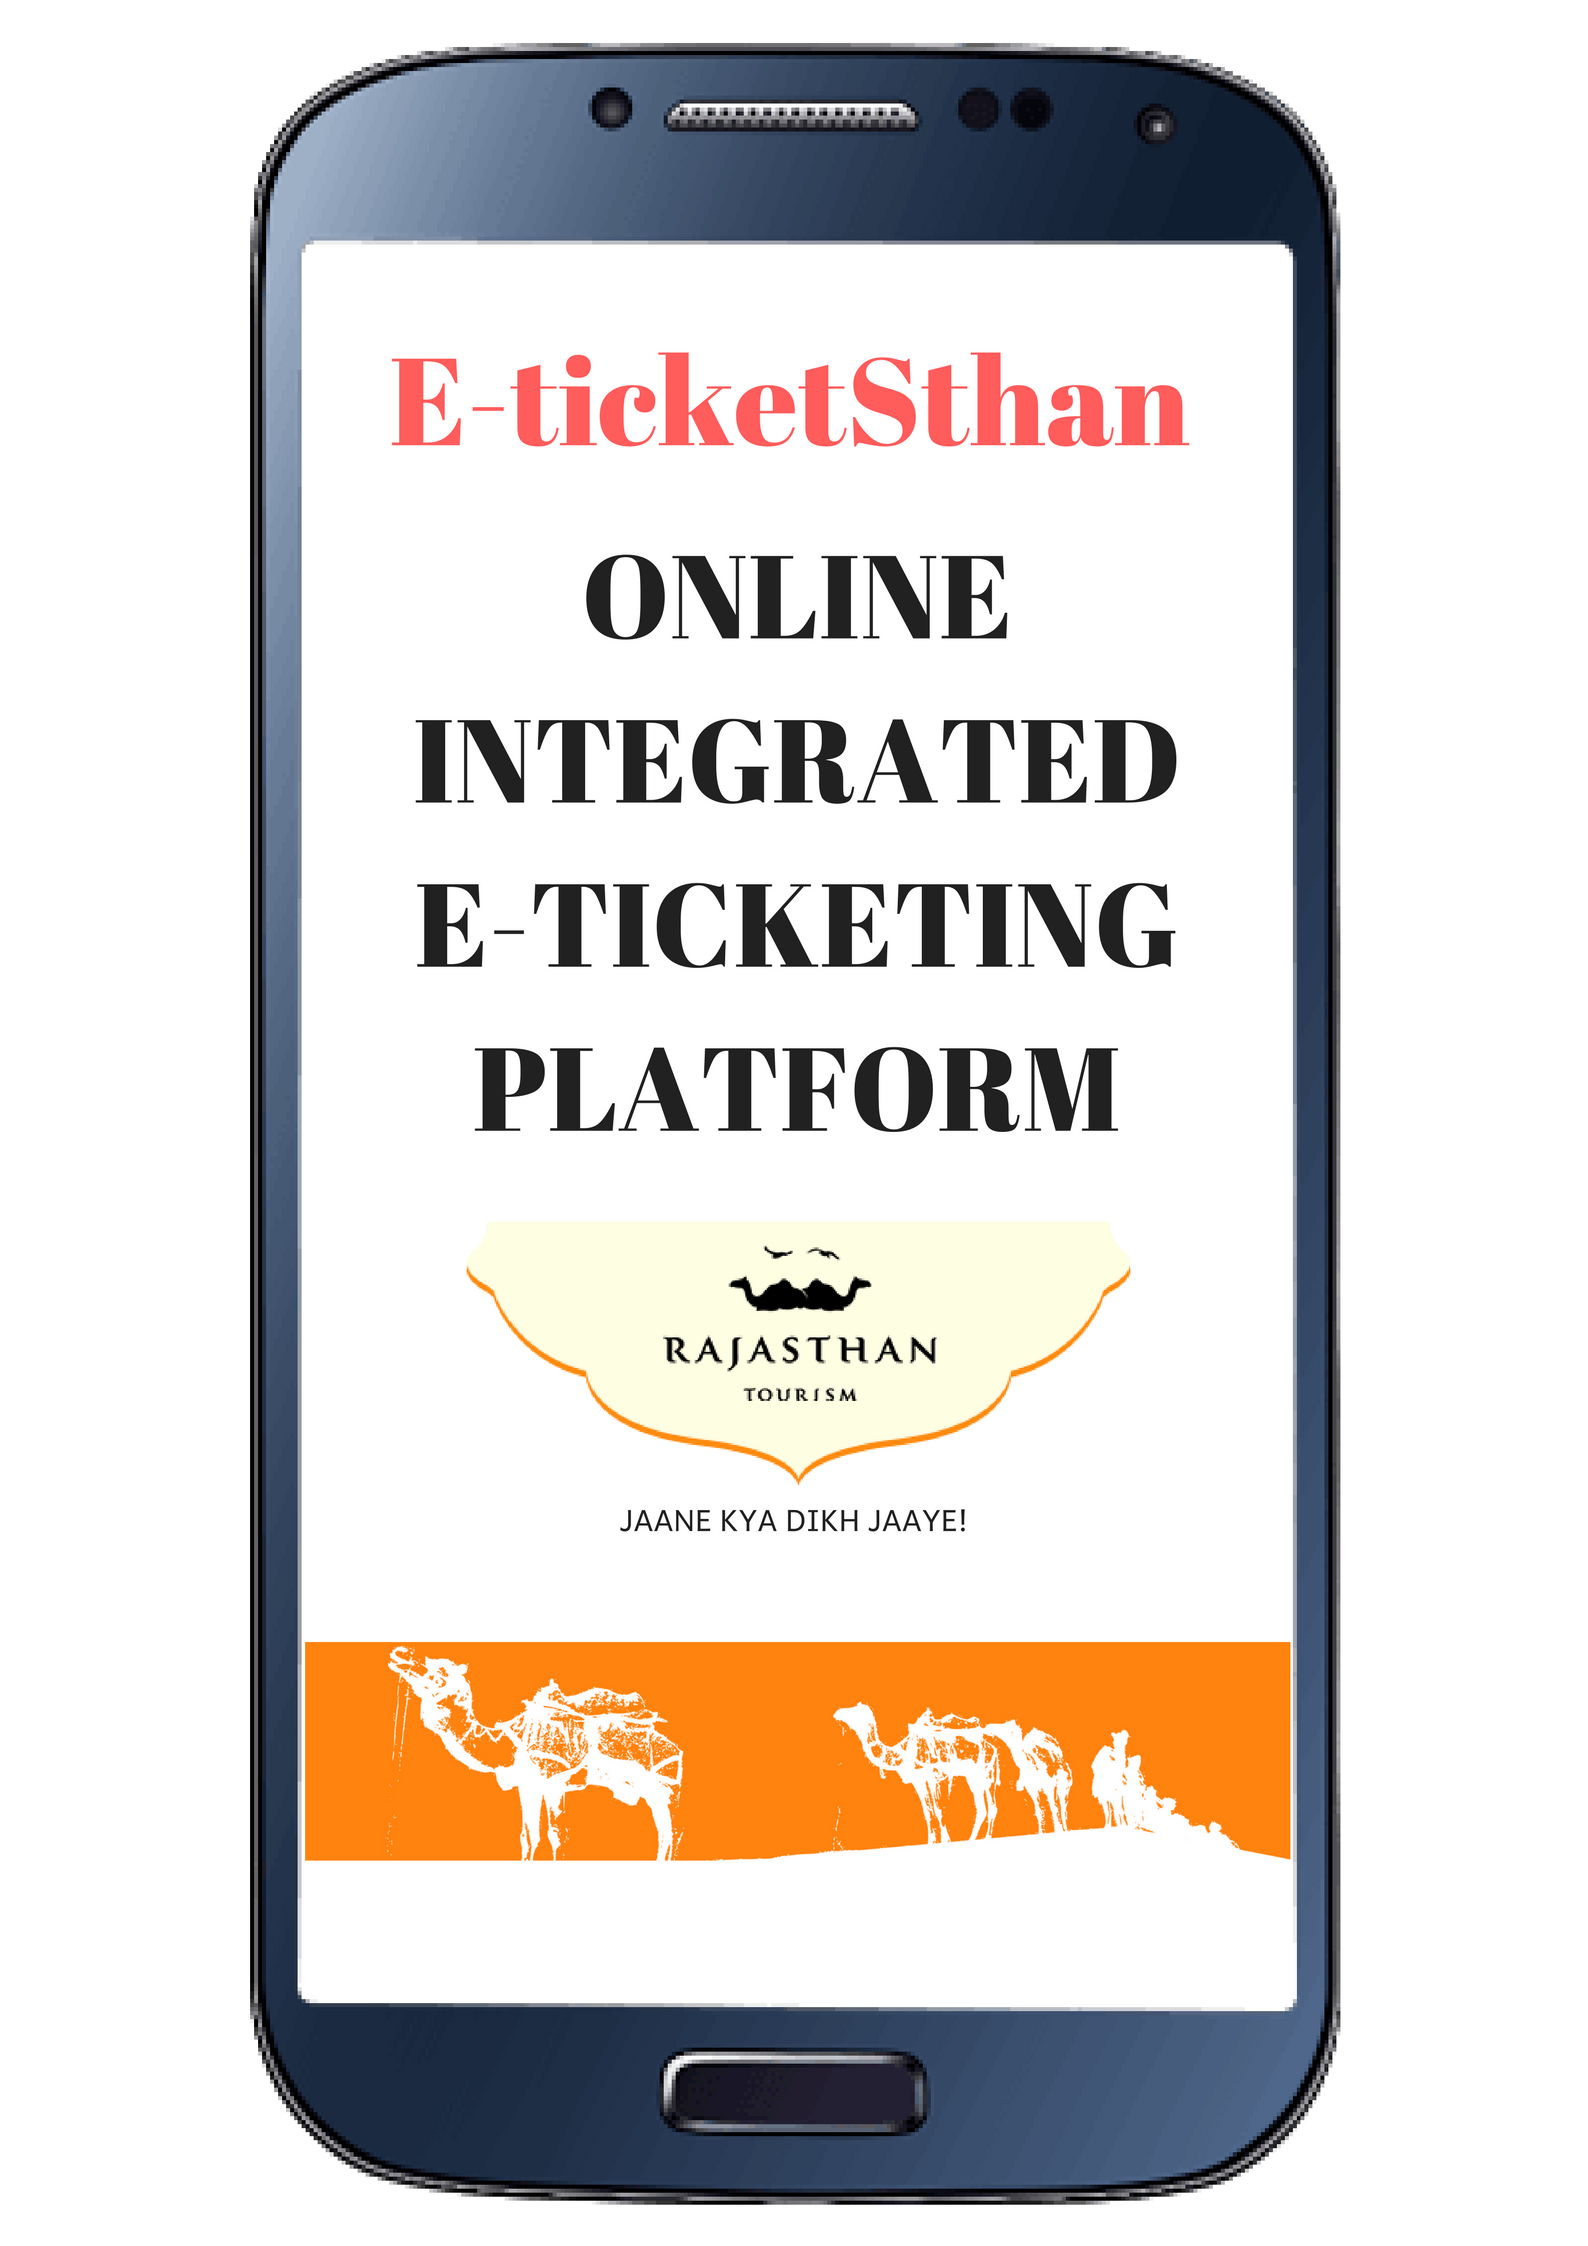 E-ticketSthan
ONLINE
INTEGRATED
E-TICKETING
PLATFORM
RAJASTHAN
TOURISM
JAANE KYA DIKH JAAYE!